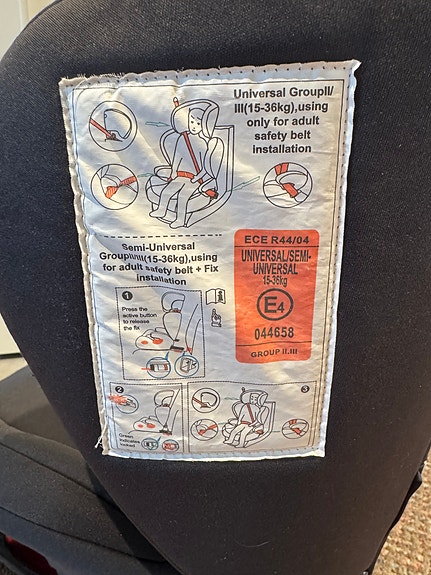 Universal GroupII/
III(15-36kg),using
only for adult
safety belt
installation
Semi-Universal
GroupII/III(15-36kg),using
for adult safety belt + Fix
installation
ECE R44/04
UNIVERSAL/SEMI-
UNIVERSAL
15-36kg
E4
044658
GROUP II.III
1
Press the
active button
to release
the fix
2
Green
indicates
locked
3